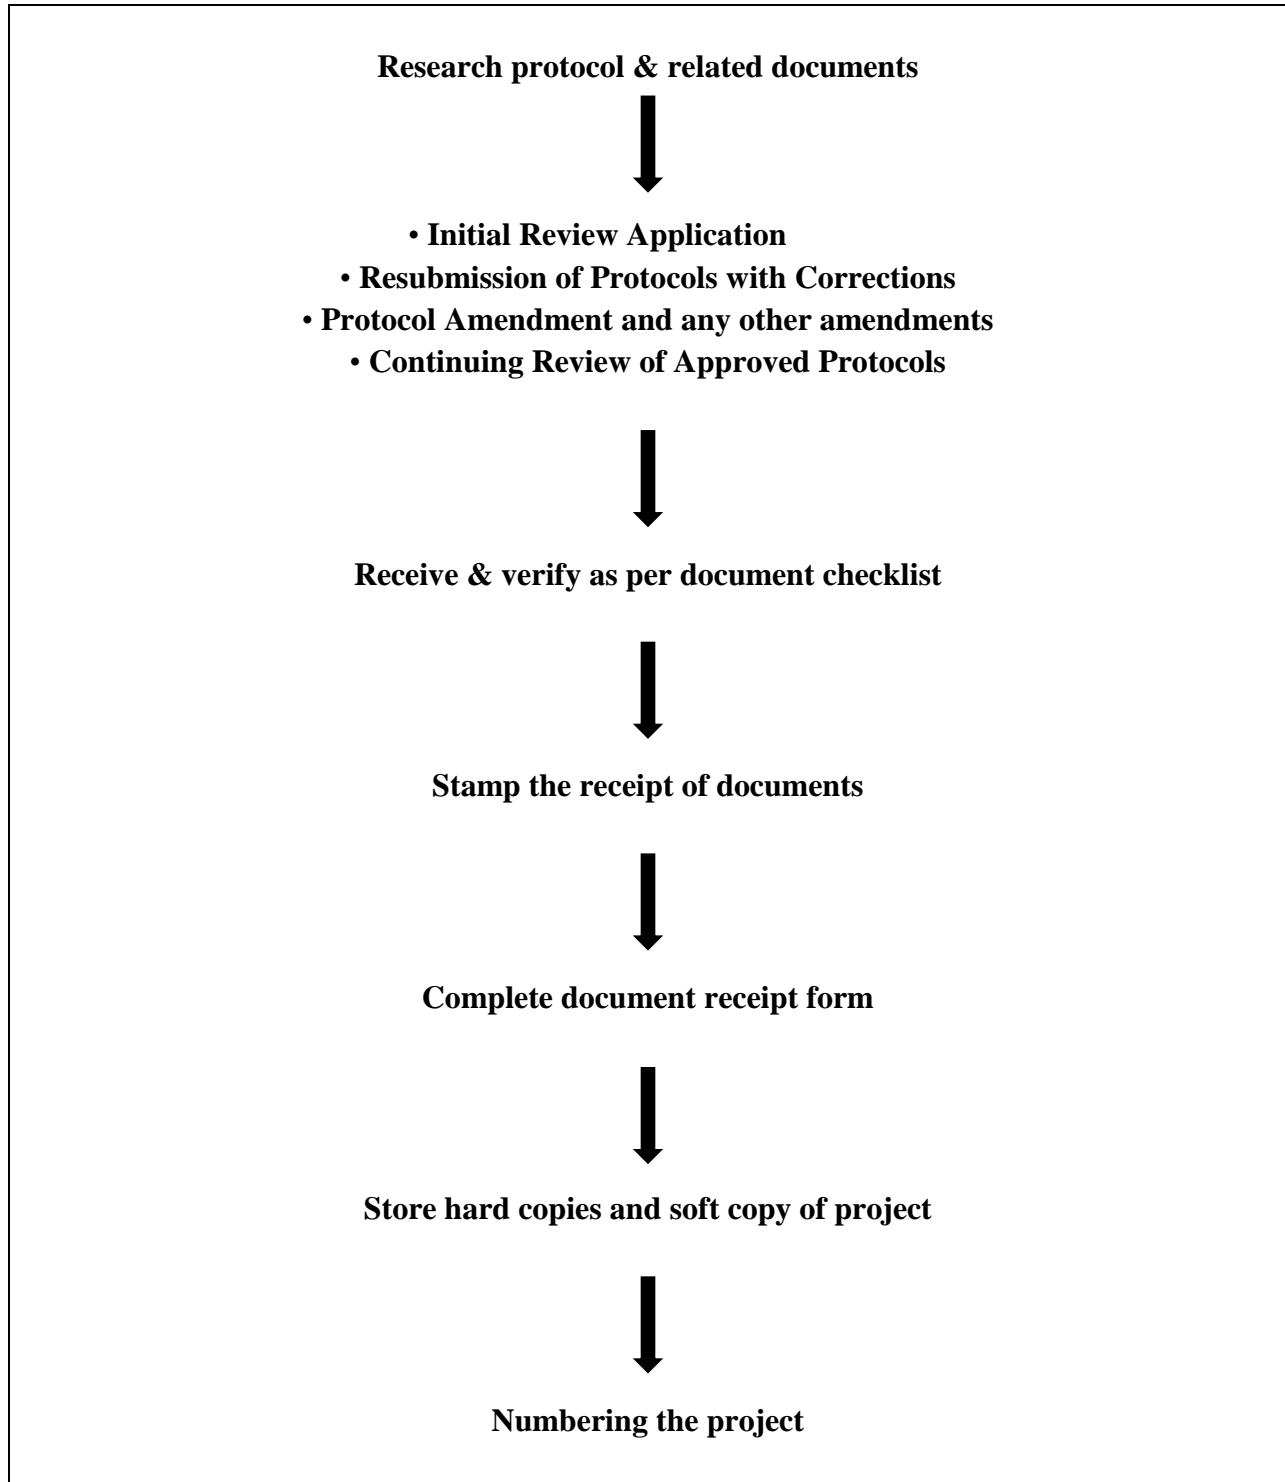 Research protocol & related documents
• Initial Review Application
• Resubmission of Protocols with Corrections
• Protocol Amendment and any other amendments
• Continuing Review of Approved Protocols
Receive & verify as per document checklist
Stamp the receipt of documents
Complete document receipt form
Store hard copies and soft copy of project
Numbering the project